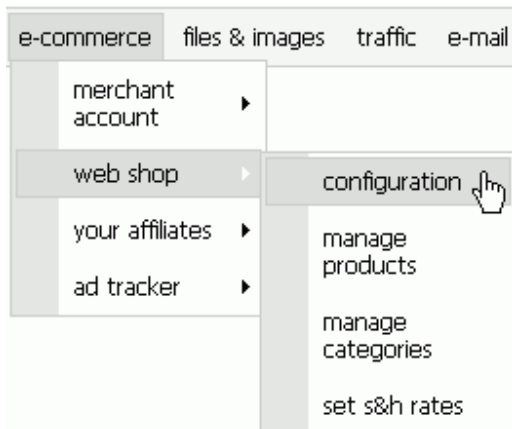 e-commerce files & images traffic e-mail
merchant
account
web shop
your affiliates
ad tracker
configuration
manage
products
manage
categories
set s&h rates